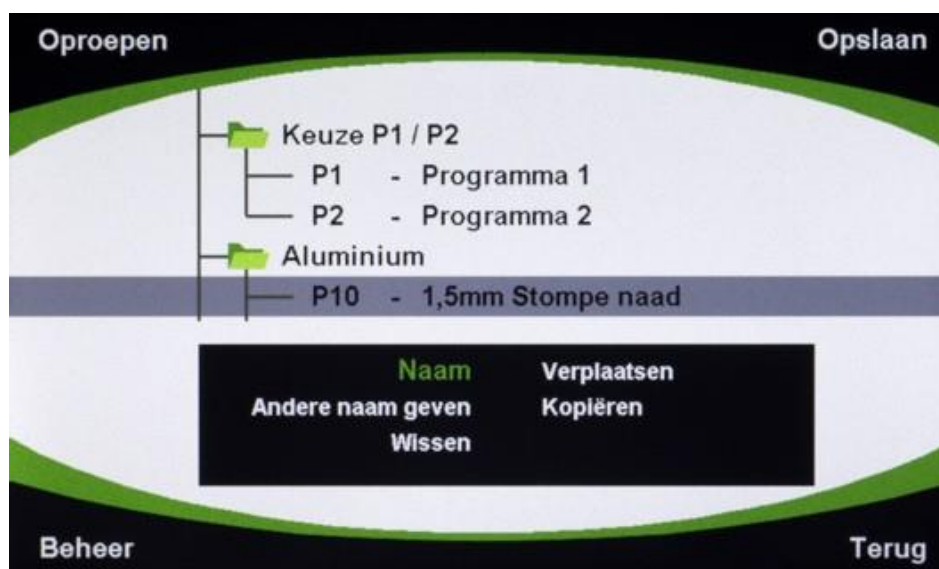 Oproepen Opslaan
Keuze P1 / P2
P1 - Programma 1
P2 - Programma 2
Aluminium
P10 - 1,5mm Stompe naad
Naam Verplaatsen
Andere naam geven Kopiëren
Wissen
Beheer Terug